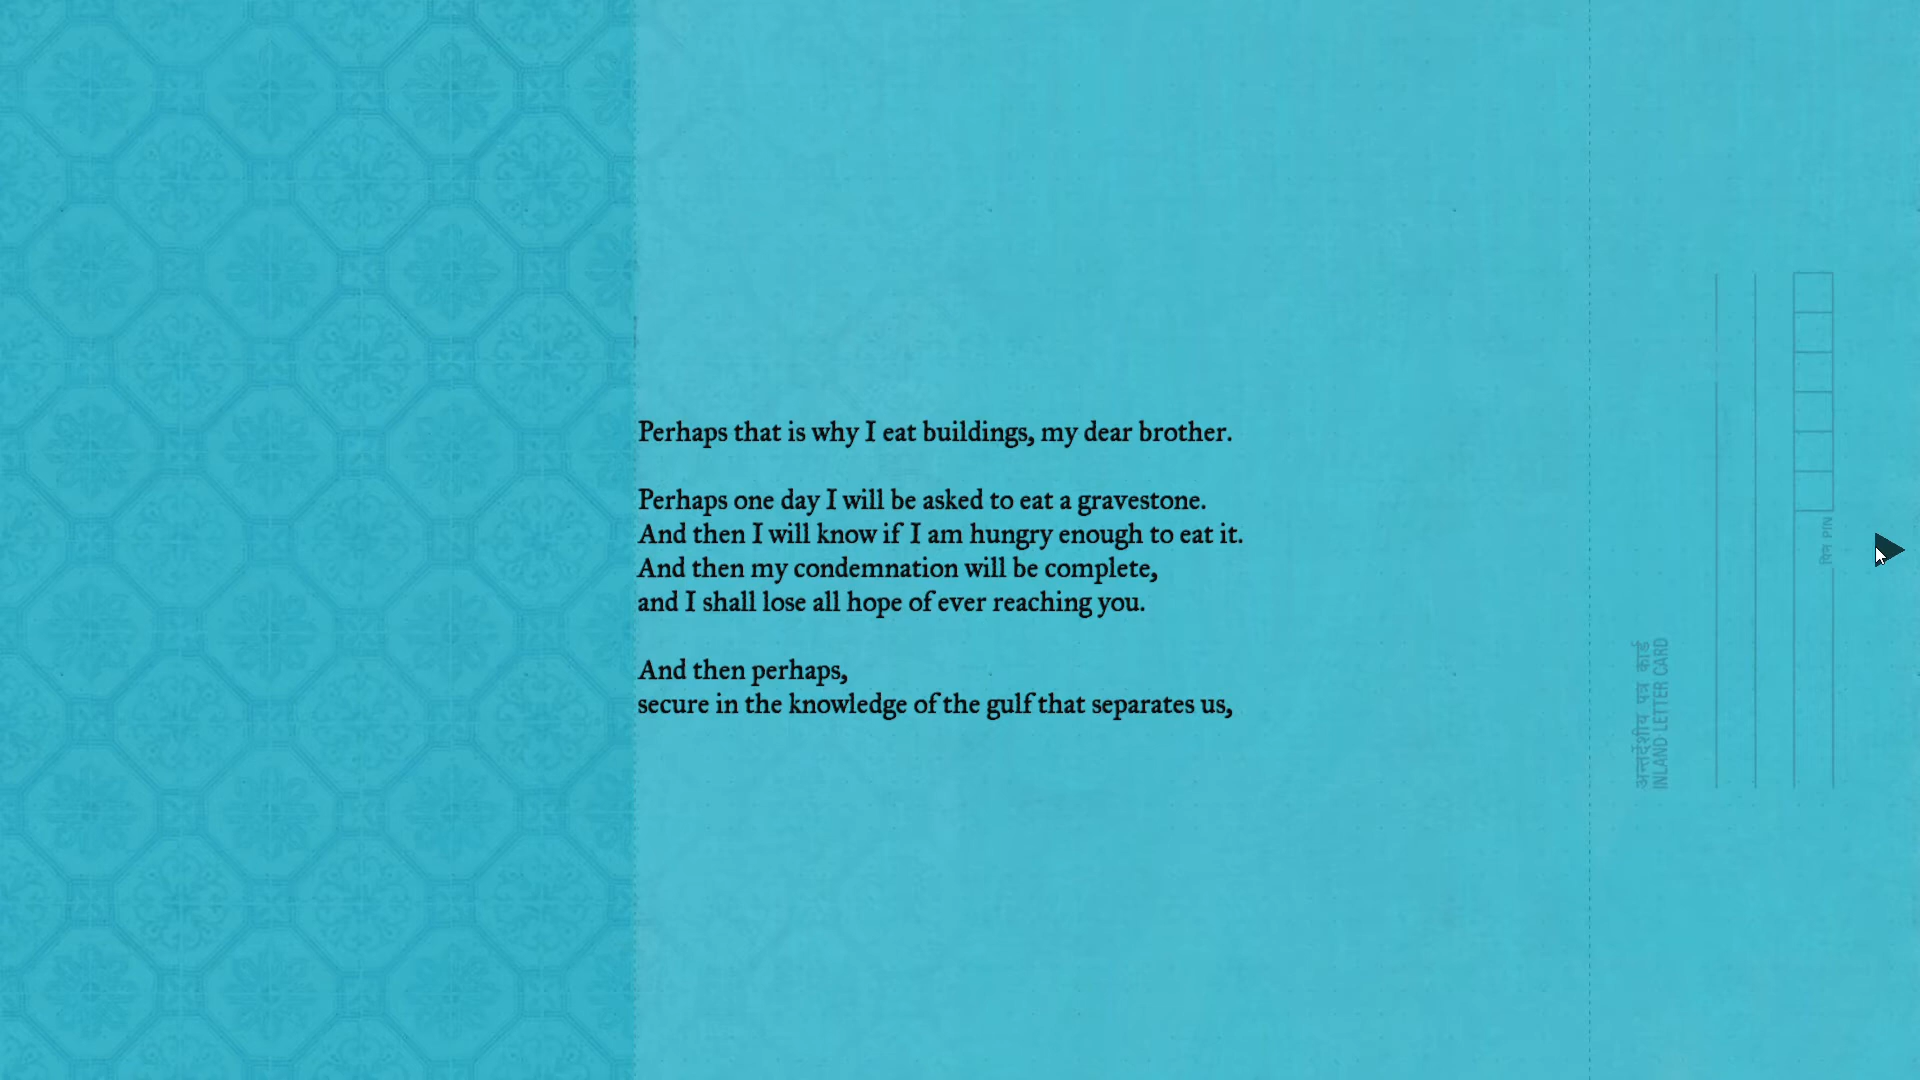 Perhaps that is why I eat buildings, my dear brother.
Perhaps one day I will be asked to eat a gravestone.
And then I will know if I am hungry enough to eat it.
And then my condemnation will be complete,
and I shall lose all hope of ever reaching you.
And then perhaps,
secure in the knowledge of the gulf that separates us,
अन्तर्देशीय पत्र कार्ड
INLAND LETTER CARD
पिन PIN